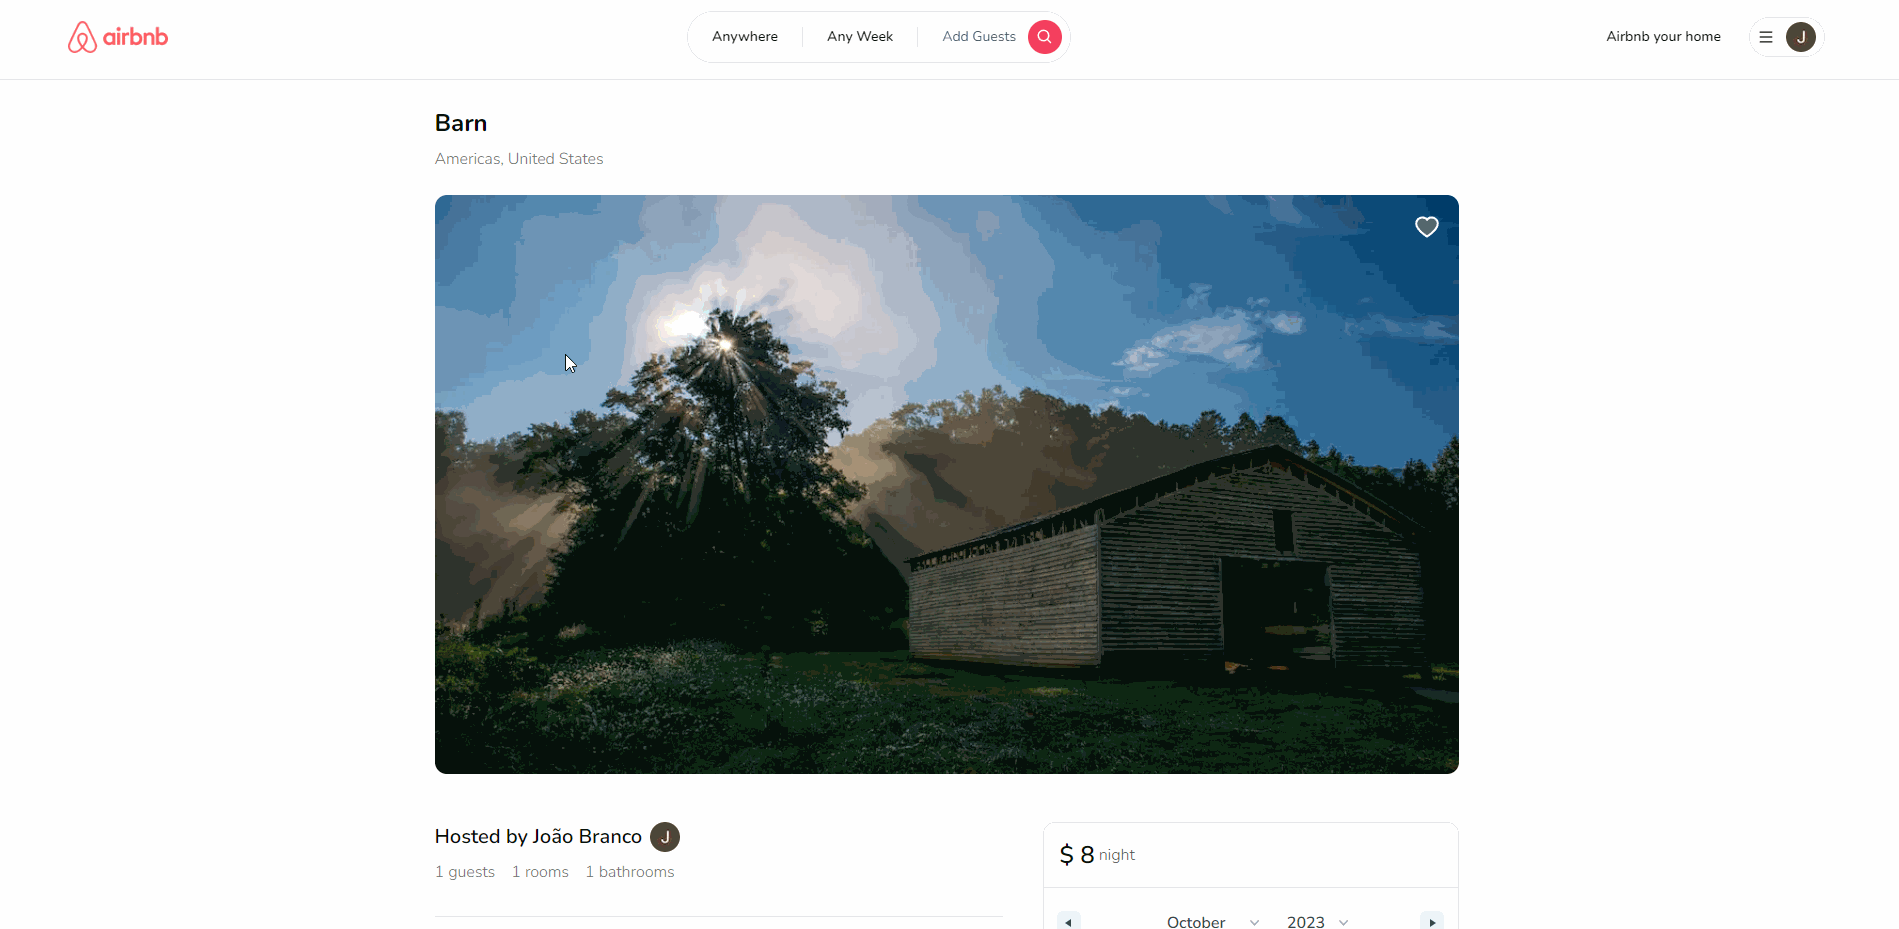 airbnb
Anywhere Any Week Add Guests
Airbnb your home
J
Barn
Americas, United States
Hosted by João Branco J
1 guests 1 rooms 1 bathrooms
$ 8 night
October 2023